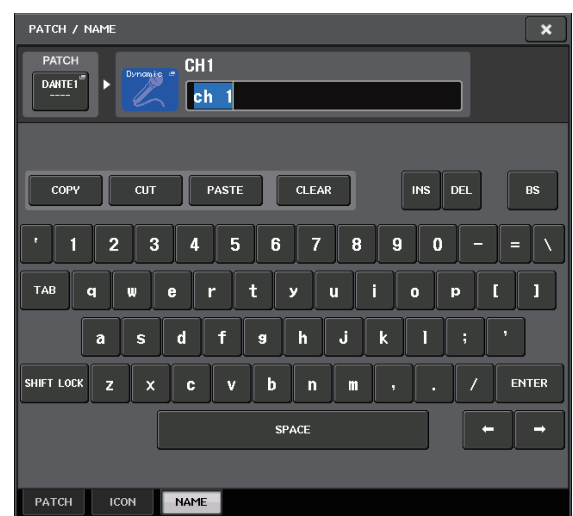 PATCH / NAME
PATCH
DANTE1
----
Dynamic
CH1
ch 1
COPY CUT PASTE CLEAR INS DEL BS
' 1 2 3 4 5 6 7 8 9 0 - = \
TAB q w e r t y u i o p [ ]
a s d f g h j k l ; '
SHIFT LOCK z x c v b n m , . / ENTER
SPACE ← →
PATCH ICON NAME